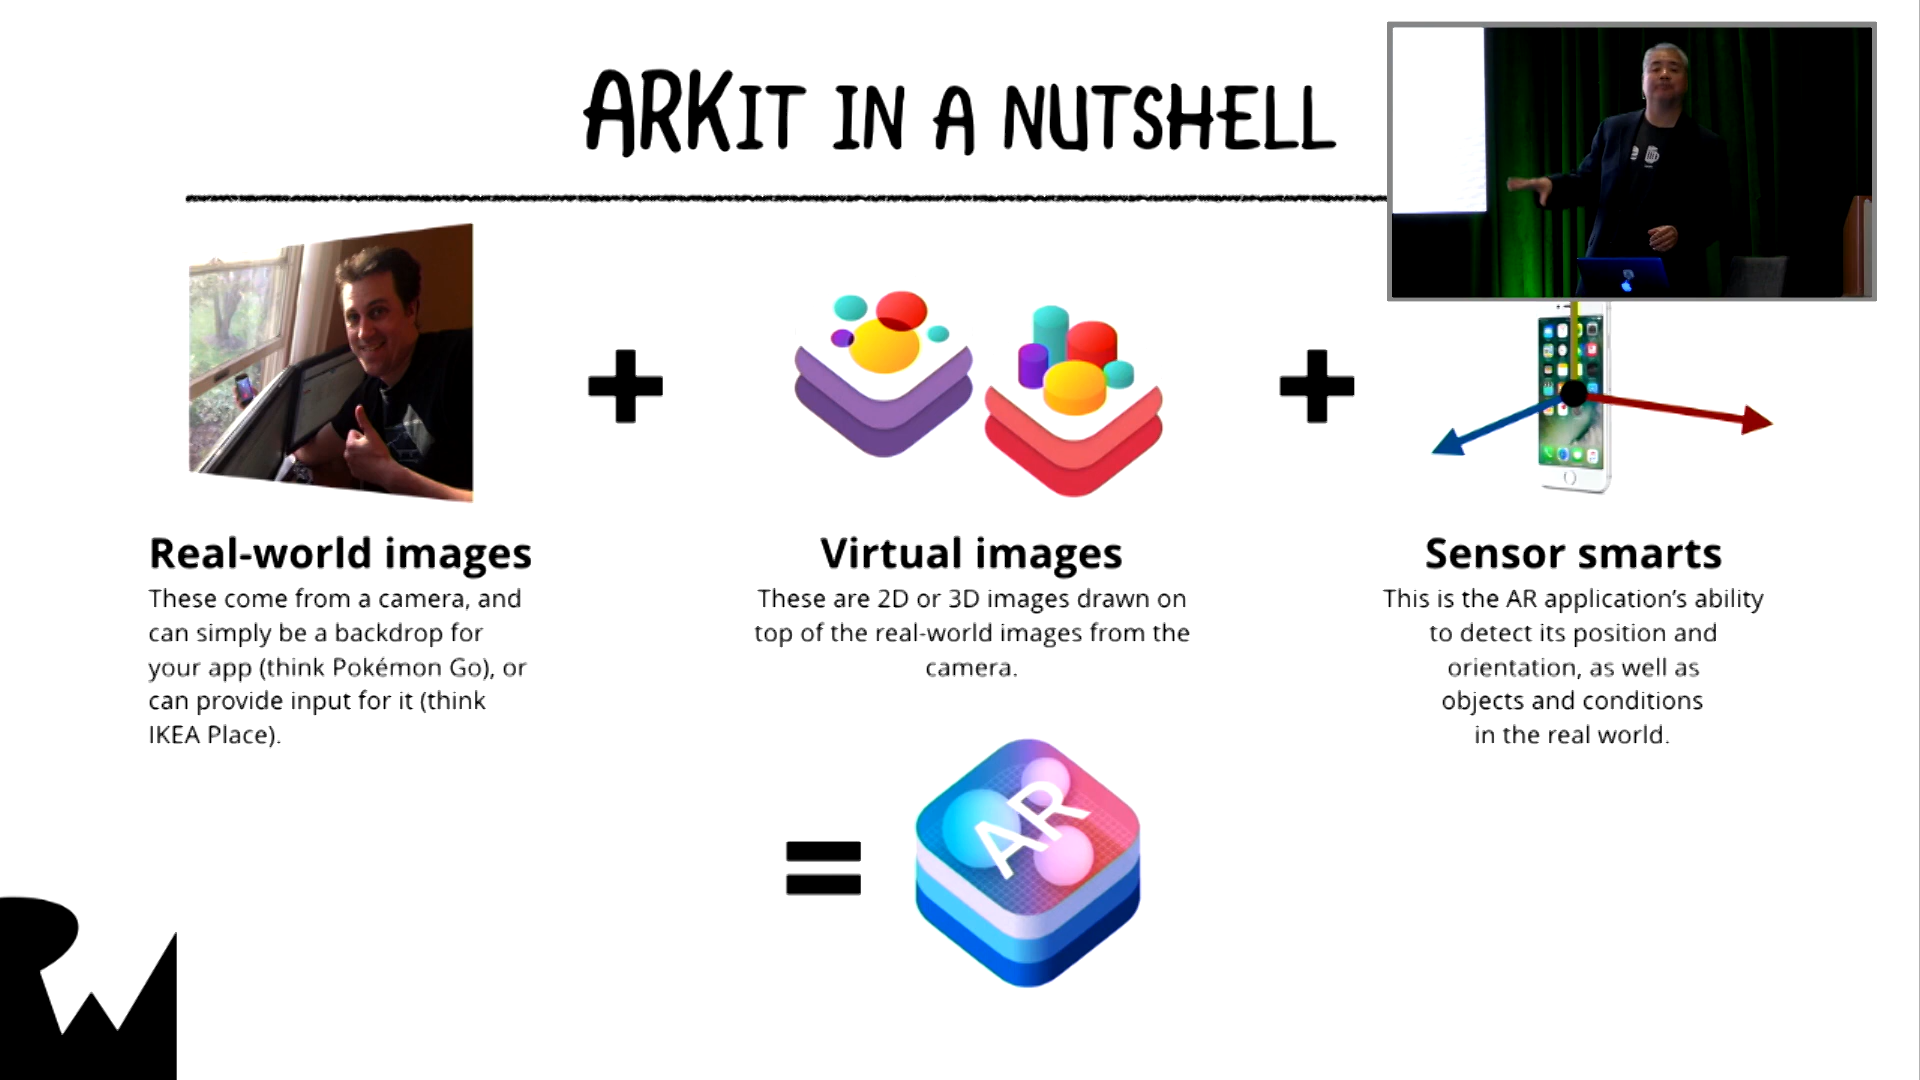 ARKIT IN A NUTSHELL
Real-world images
These come from a camera, and
can simply be a backdrop for
your app (think Pokémon Go), or
can provide input for it (think
IKEA Place).
Virtual images
These are 2D or 3D images drawn on
top of the real-world images from the
camera.
Sensor smarts
This is the AR application’s ability
to detect its position and
orientation, as well as
objects and conditions
in the real world.
AR